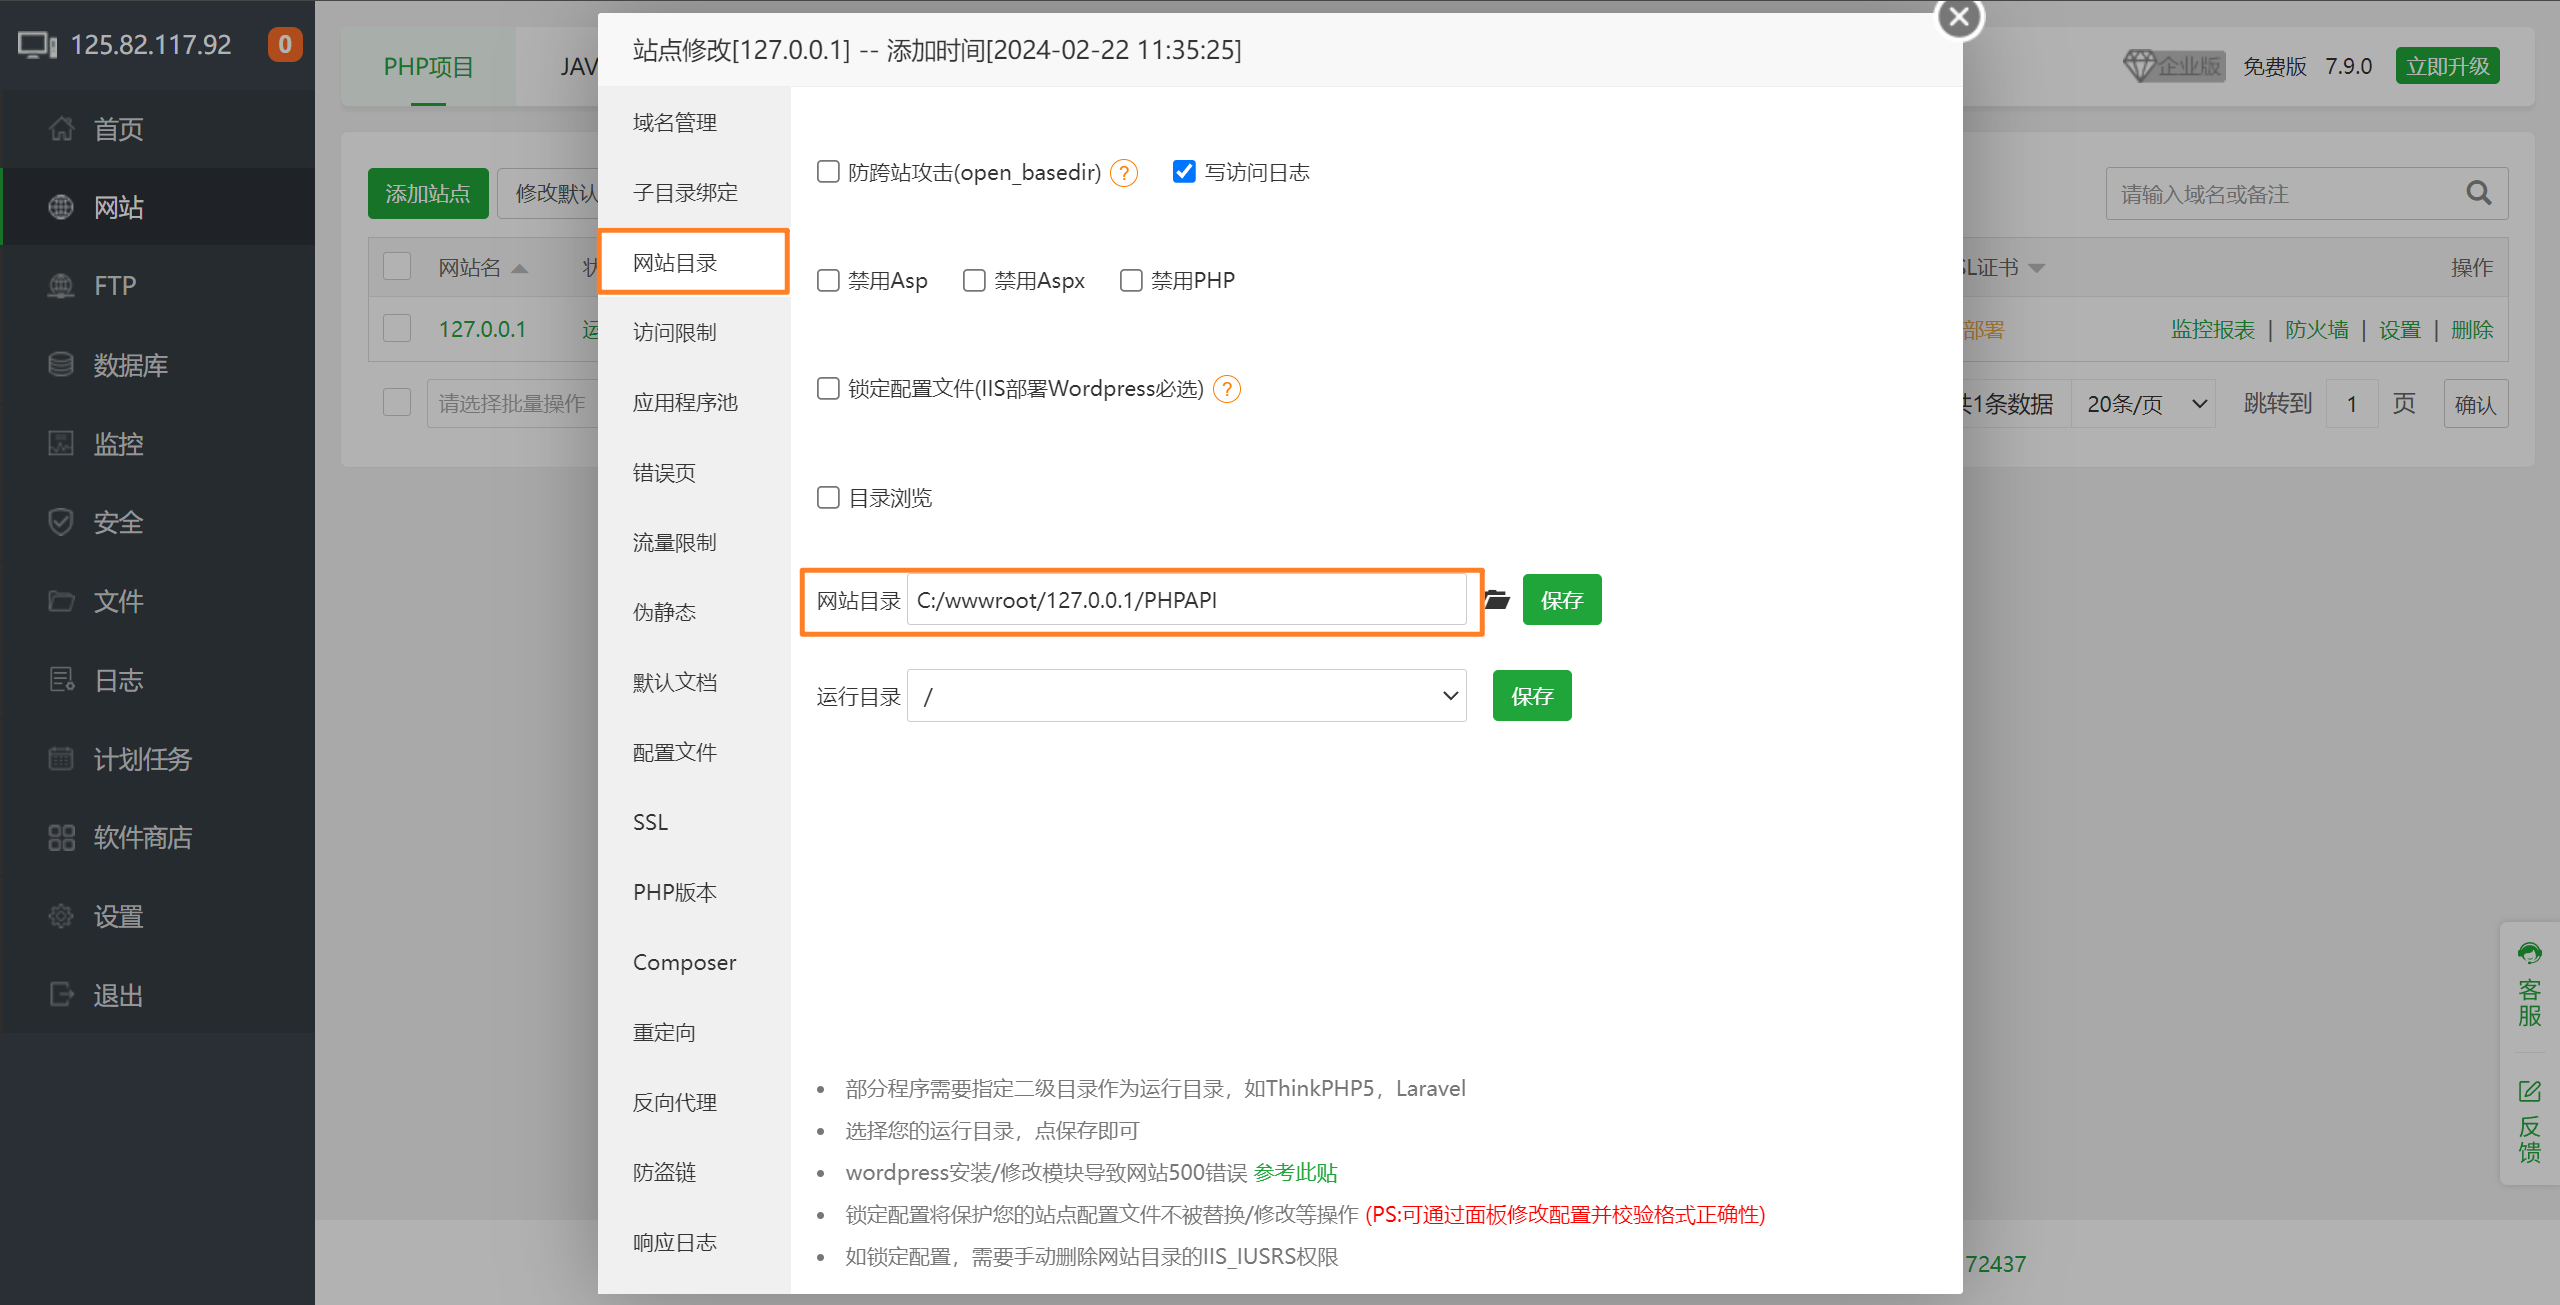 125.82.117.92 0
首页
网站
FTP
数据库
监控
安全
文件
日志
计划任务
软件商店
设置
退出
PHP项目 JAV
企业版 免费版 7.9.0 立即升级
添加站点 修改默认
请输入域名或备注
网站名 状
SL证书 操作
127.0.0.1 运
部署 监控报表 | 防火墙 | 设置 | 删除
请选择批量操作
共1条数据 20条/页 跳转到 1 页 确认
站点修改[127.0.0.1] -- 添加时间[2024-02-22 11:35:25]
域名管理
子目录绑定
网站目录
访问限制
应用程序池
错误页
流量限制
伪静态
默认文档
配置文件
SSL
PHP版本
Composer
重定向
反向代理
防盗链
响应日志
防跨站攻击(open_basedir) ? 写访问日志
禁用Asp 禁用Aspx 禁用PHP
锁定配置文件(IIS部署Wordpress必选) ?
目录浏览
网站目录 C:/wwwroot/127.0.0.1/PHPAPI 保存
运行目录 / 保存
• 部分程序需要指定二级目录作为运行目录，如ThinkPHP5，Laravel
• 选择您的运行目录，点保存即可
• wordpress安装/修改模块导致网站500错误 参考此贴
• 锁定配置将保护您的站点配置文件不被替换/修改等操作 (PS:可通过面板修改配置并校验格式正确性)
• 如锁定配置，需要手动删除网站目录的IIS_IUSRS权限
客服
反馈
72437